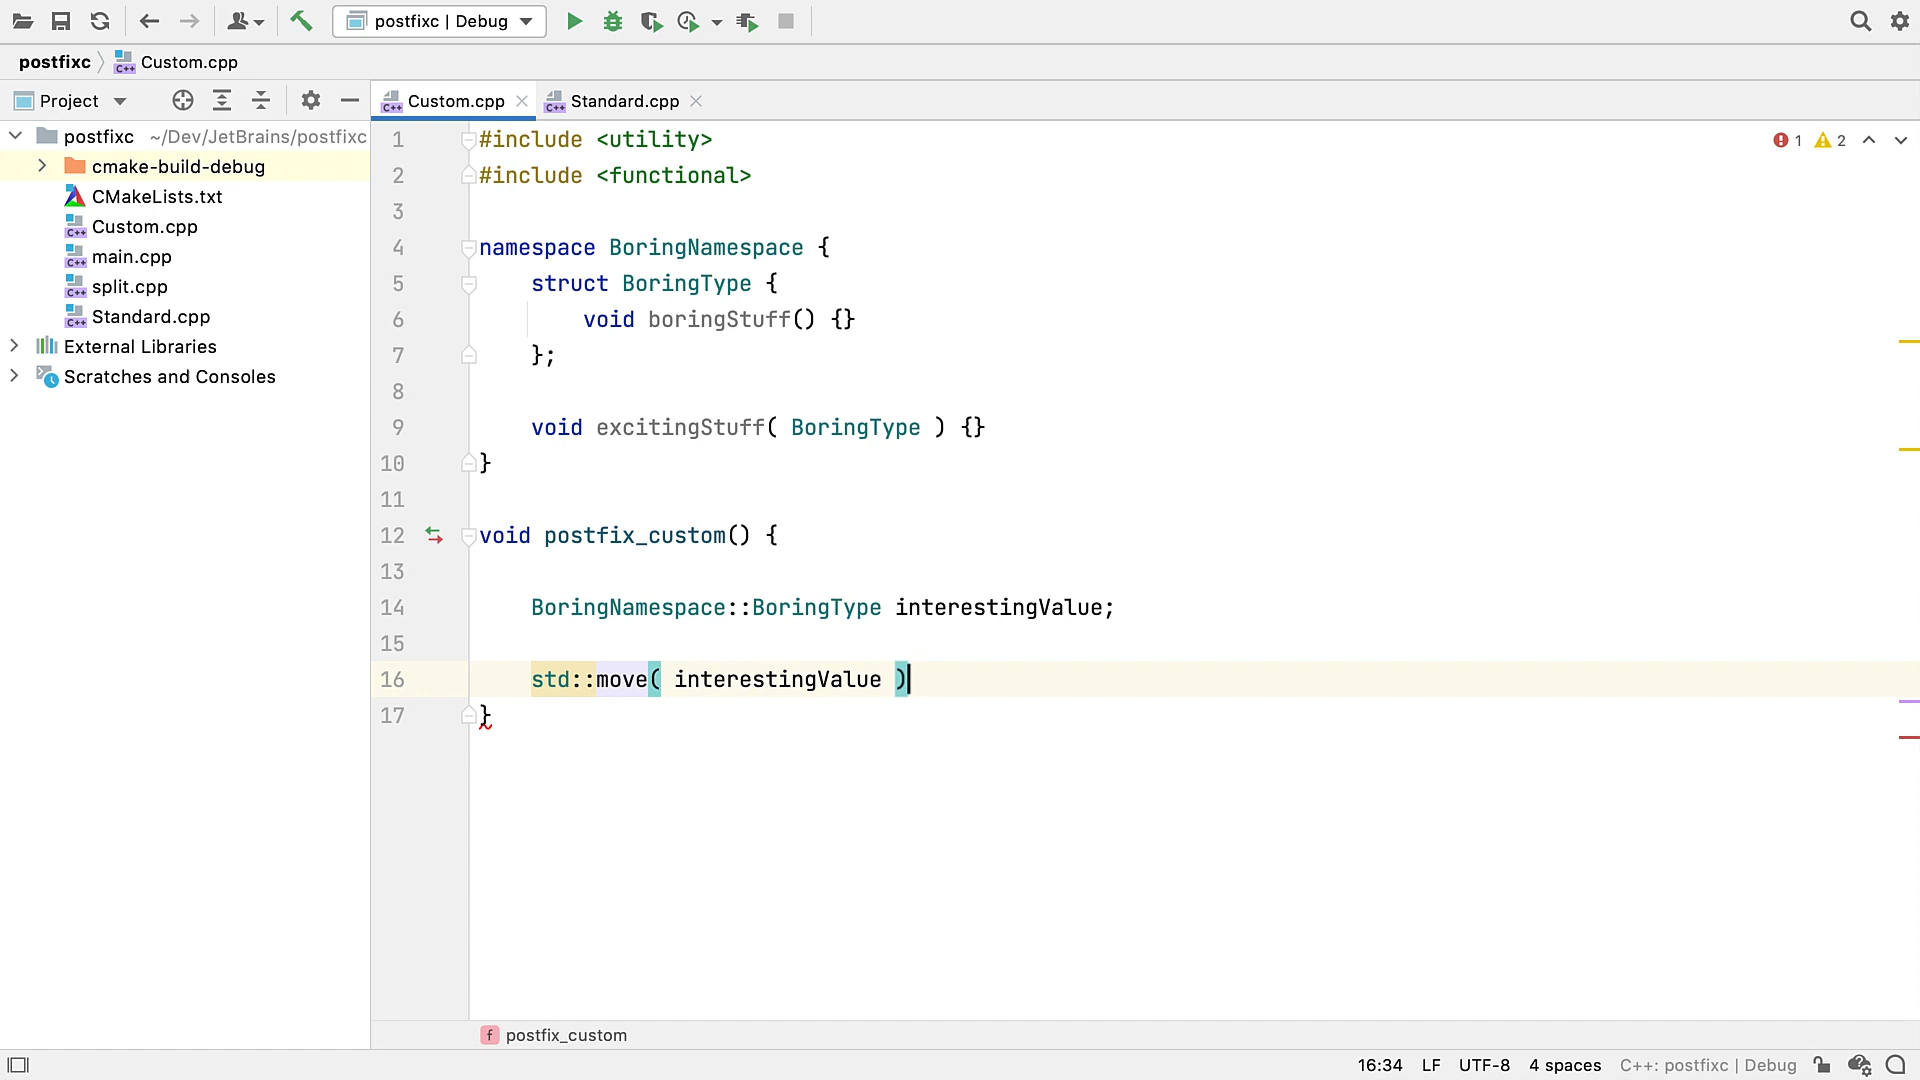 postfixc | Debug
postfixc
Custom.cpp
Project
Custom.cpp
Standard.cpp
postfixc ~/Dev/JetBrains/postfixc
cmake-build-debug
CMakeLists.txt
Custom.cpp
main.cpp
split.cpp
Standard.cpp
External Libraries
Scratches and Consoles
1 #include <utility>
2 #include <functional>
3
4 namespace BoringNamespace {
5 struct BoringType {
6 void boringStuff() {}
7 };
8
9 void excitingStuff( BoringType ) {}
10 }
11
12 void postfix_custom() {
13
14 BoringNamespace::BoringType interestingValue;
15
16 std::move( interestingValue )
17 }
1 2
f postfix_custom
16:34 LF UTF-8 4 spaces C++: postfixc | Debug